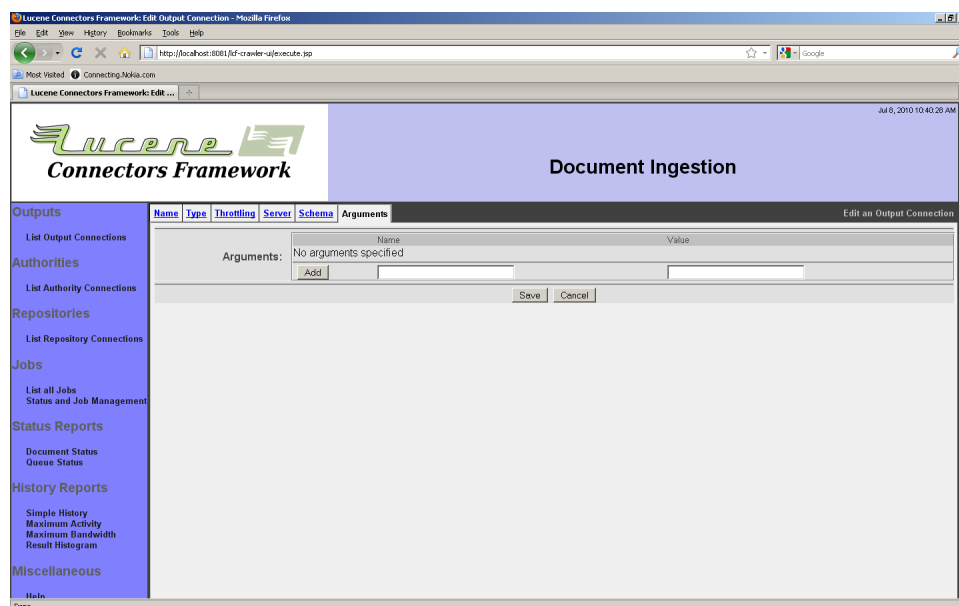 Lucene Connectors Framework: Edit Output Connection - Mozilla Firefox
File Edit View History Bookmarks Tools Help
http://localhost:8081/lcf-crawler-ui/execute.jsp
Google
Most Visited Connecting.Nokia.com
Lucene Connectors Framework: Edit ...
Jul 8, 2010 10:40:28 AM
Lucene
Connectors Framework
Document Ingestion
Outputs
Name Type Throttling Server Schema Arguments
Edit an Output Connection
List Output Connections
Name Value
Arguments:
No arguments specified
Add
Save Cancel
Authorities
List Authority Connections
Repositories
List Repository Connections
Jobs
List all Jobs
Status and Job Management
Status Reports
Document Status
Queue Status
History Reports
Simple History
Maximum Activity
Maximum Bandwidth
Result Histogram
Miscellaneous
Help
Done